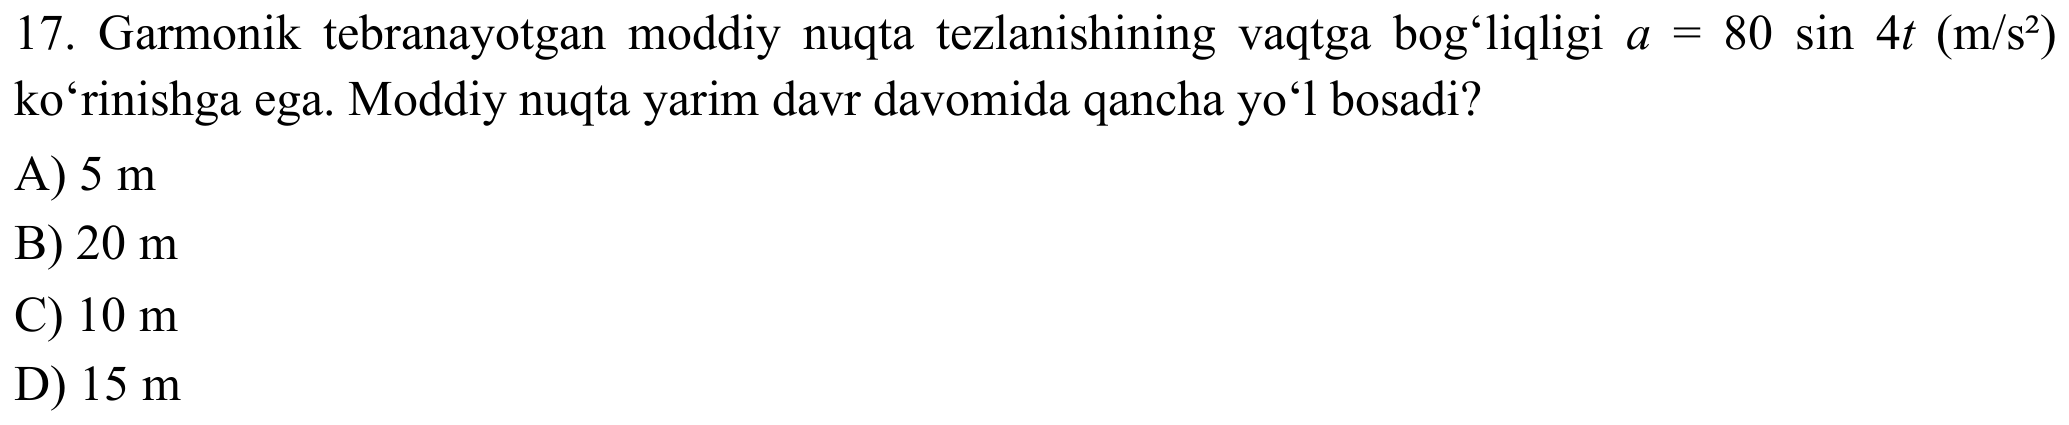 17. Garmonik tebranayotgan moddiy nuqta tezlanishining vaqtga bog‘liqligi a = 80 sin 4t (m/s²)
ko‘rinishga ega. Moddiy nuqta yarim davr davomida qancha yo‘l bosadi?
A) 5 m
B) 20 m
C) 10 m
D) 15 m